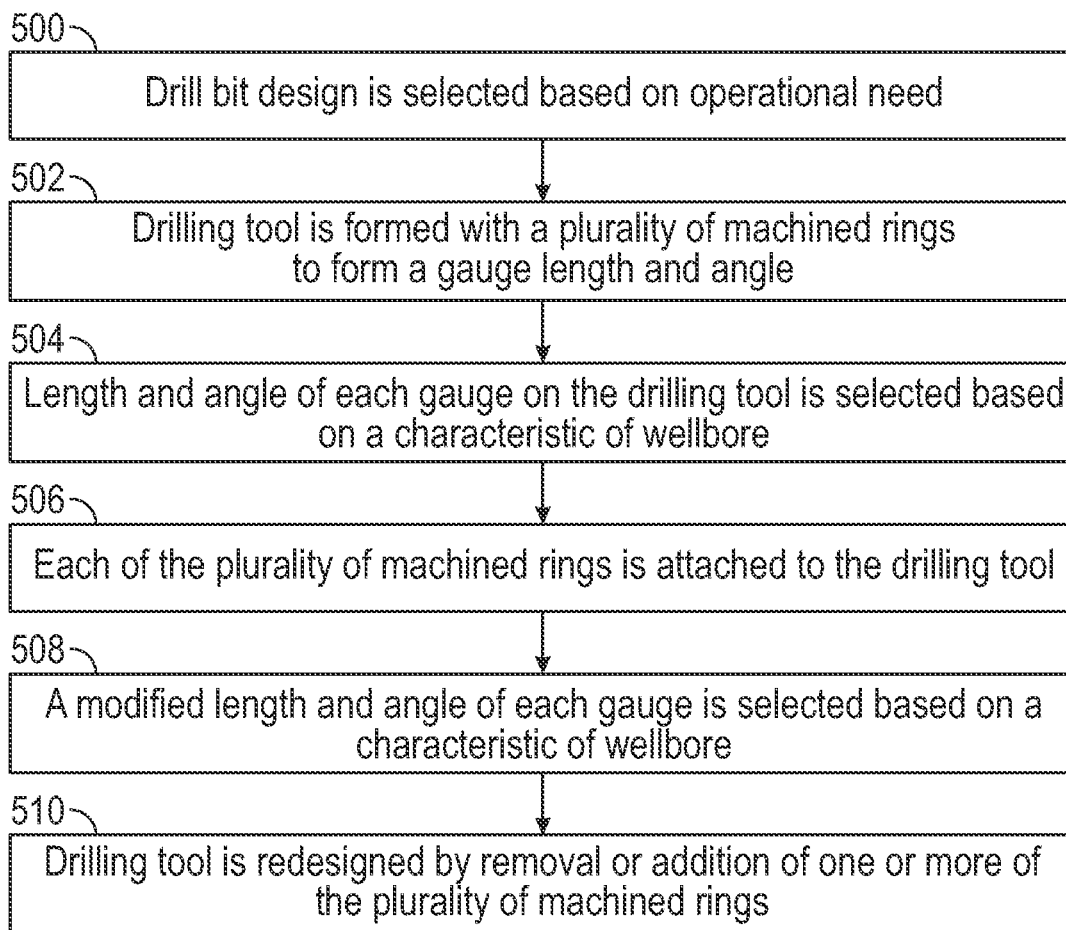 500
Drill bit design is selected based on operational need
502
Drilling tool is formed with a plurality of machined rings
to form a gauge length and angle
504
Length and angle of each gauge on the drilling tool is selected based
on a characteristic of wellbore
506
Each of the plurality of machined rings is attached to the drilling tool
508
A modified length and angle of each gauge is selected based on a
characteristic of wellbore
510
Drilling tool is redesigned by removal or addition of one or more of
the plurality of machined rings